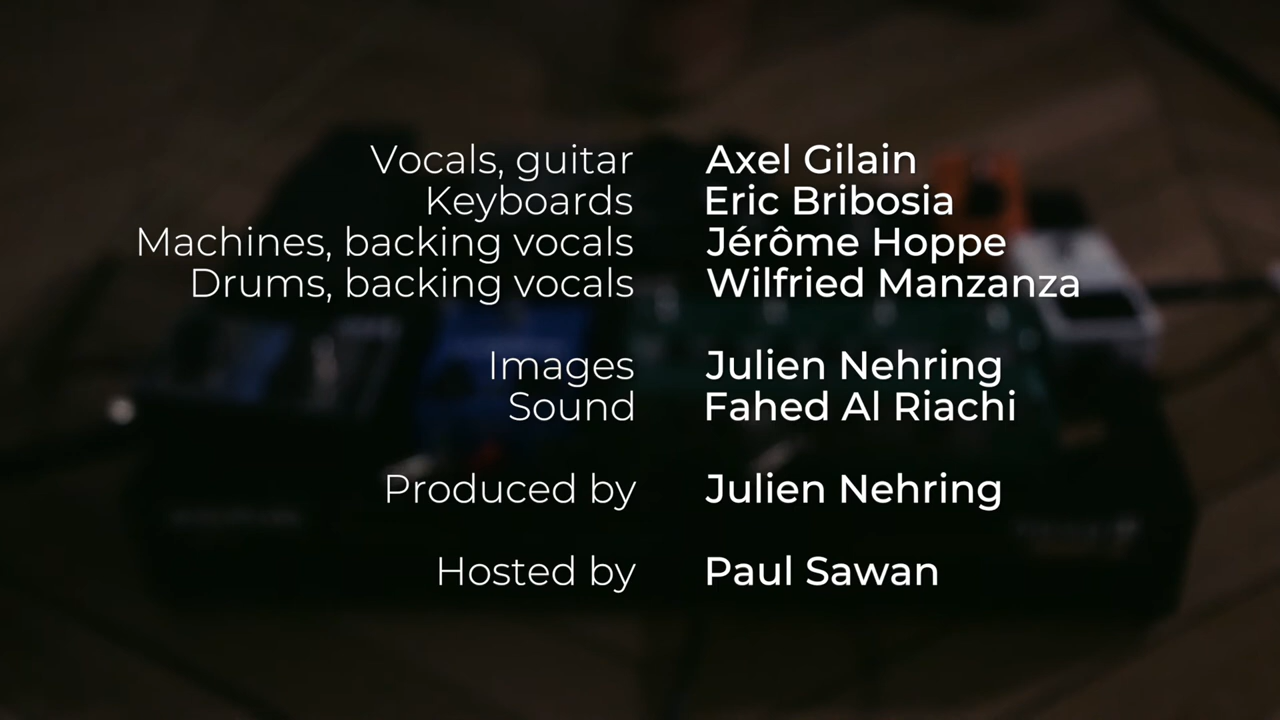 Vocals, guitar Axel Gilain
Keyboards Eric Bribosia
Machines, backing vocals Jérôme Hoppe
Drums, backing vocals Wilfried Manzanza
Images Julien Nehring
Sound Fahed Al Riachi
Produced by Julien Nehring
Hosted by Paul Sawan